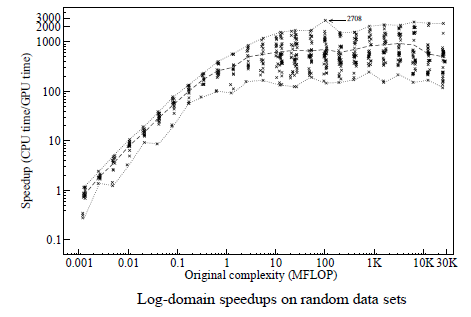 3000
2000
1000
2708
100
10
1
0.1
Speedup (CPU time/GPU time)
0.001 0.01 0.1 1 10 100 1K 10K 30K
Original complexity (MFLOP)
Log-domain speedups on random data sets